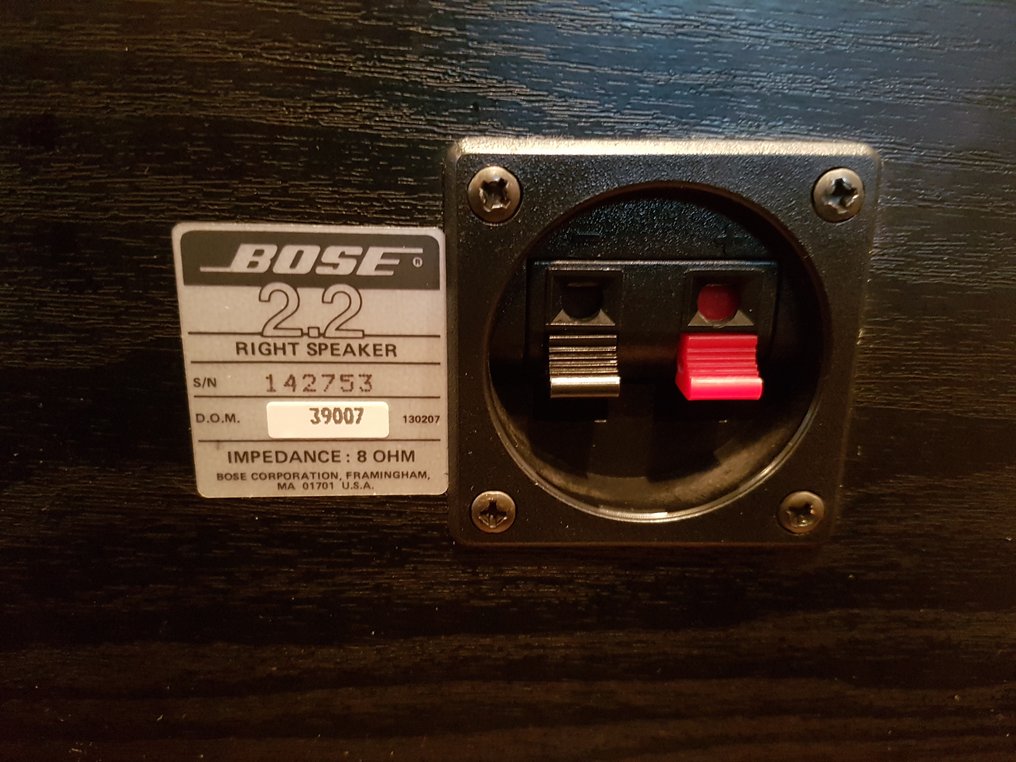 BOSE®
2.2
RIGHT SPEAKER
S/N 142753
D.O.M. 39007 130207
IMPEDANCE : 8 OHM
BOSE CORPORATION, FRAMINGHAM,
MA 01701 U.S.A.